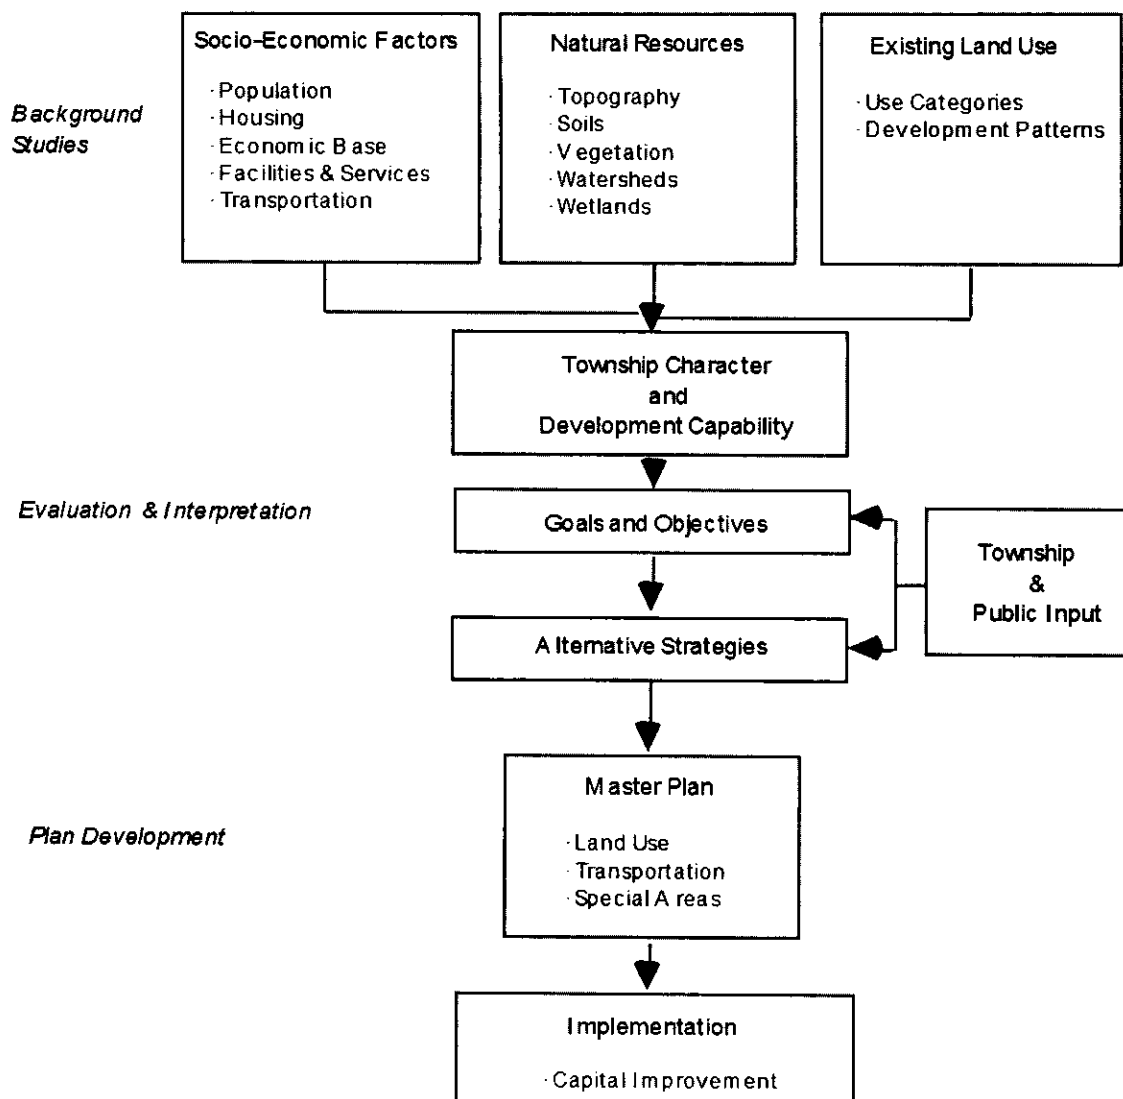 Socio-Economic Factors
· Population
· Housing
· Economic Base
· Facilities & Services
· Transportation
Natural Resources
· Topography
· Soils
· Vegetation
· Watersheds
· Wetlands
Existing Land Use
· Use Categories
· Development Patterns
Background
Studies
Township Character
and
Development Capability
Evaluation & Interpretation
Goals and Objectives
Township
&
Public Input
Alternative Strategies
Plan Development
Master Plan
· Land Use
· Transportation
· Special Areas
Implementation
· Capital Improvement